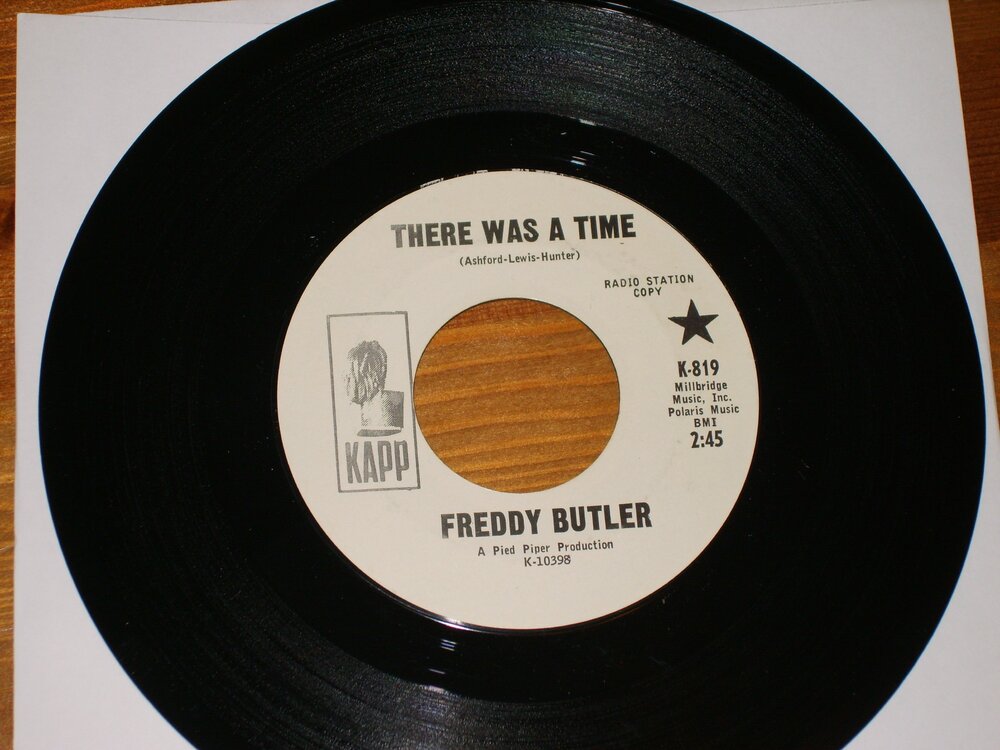 THERE WAS A TIME
(Ashford-Lewis-Hunter)
RADIO STATION
COPY
K-819
Millbridge
Music, Inc.
Polaris Music
BMI
2:45
KAPP
FREDDY BUTLER
A Pied Piper Production
K-10398